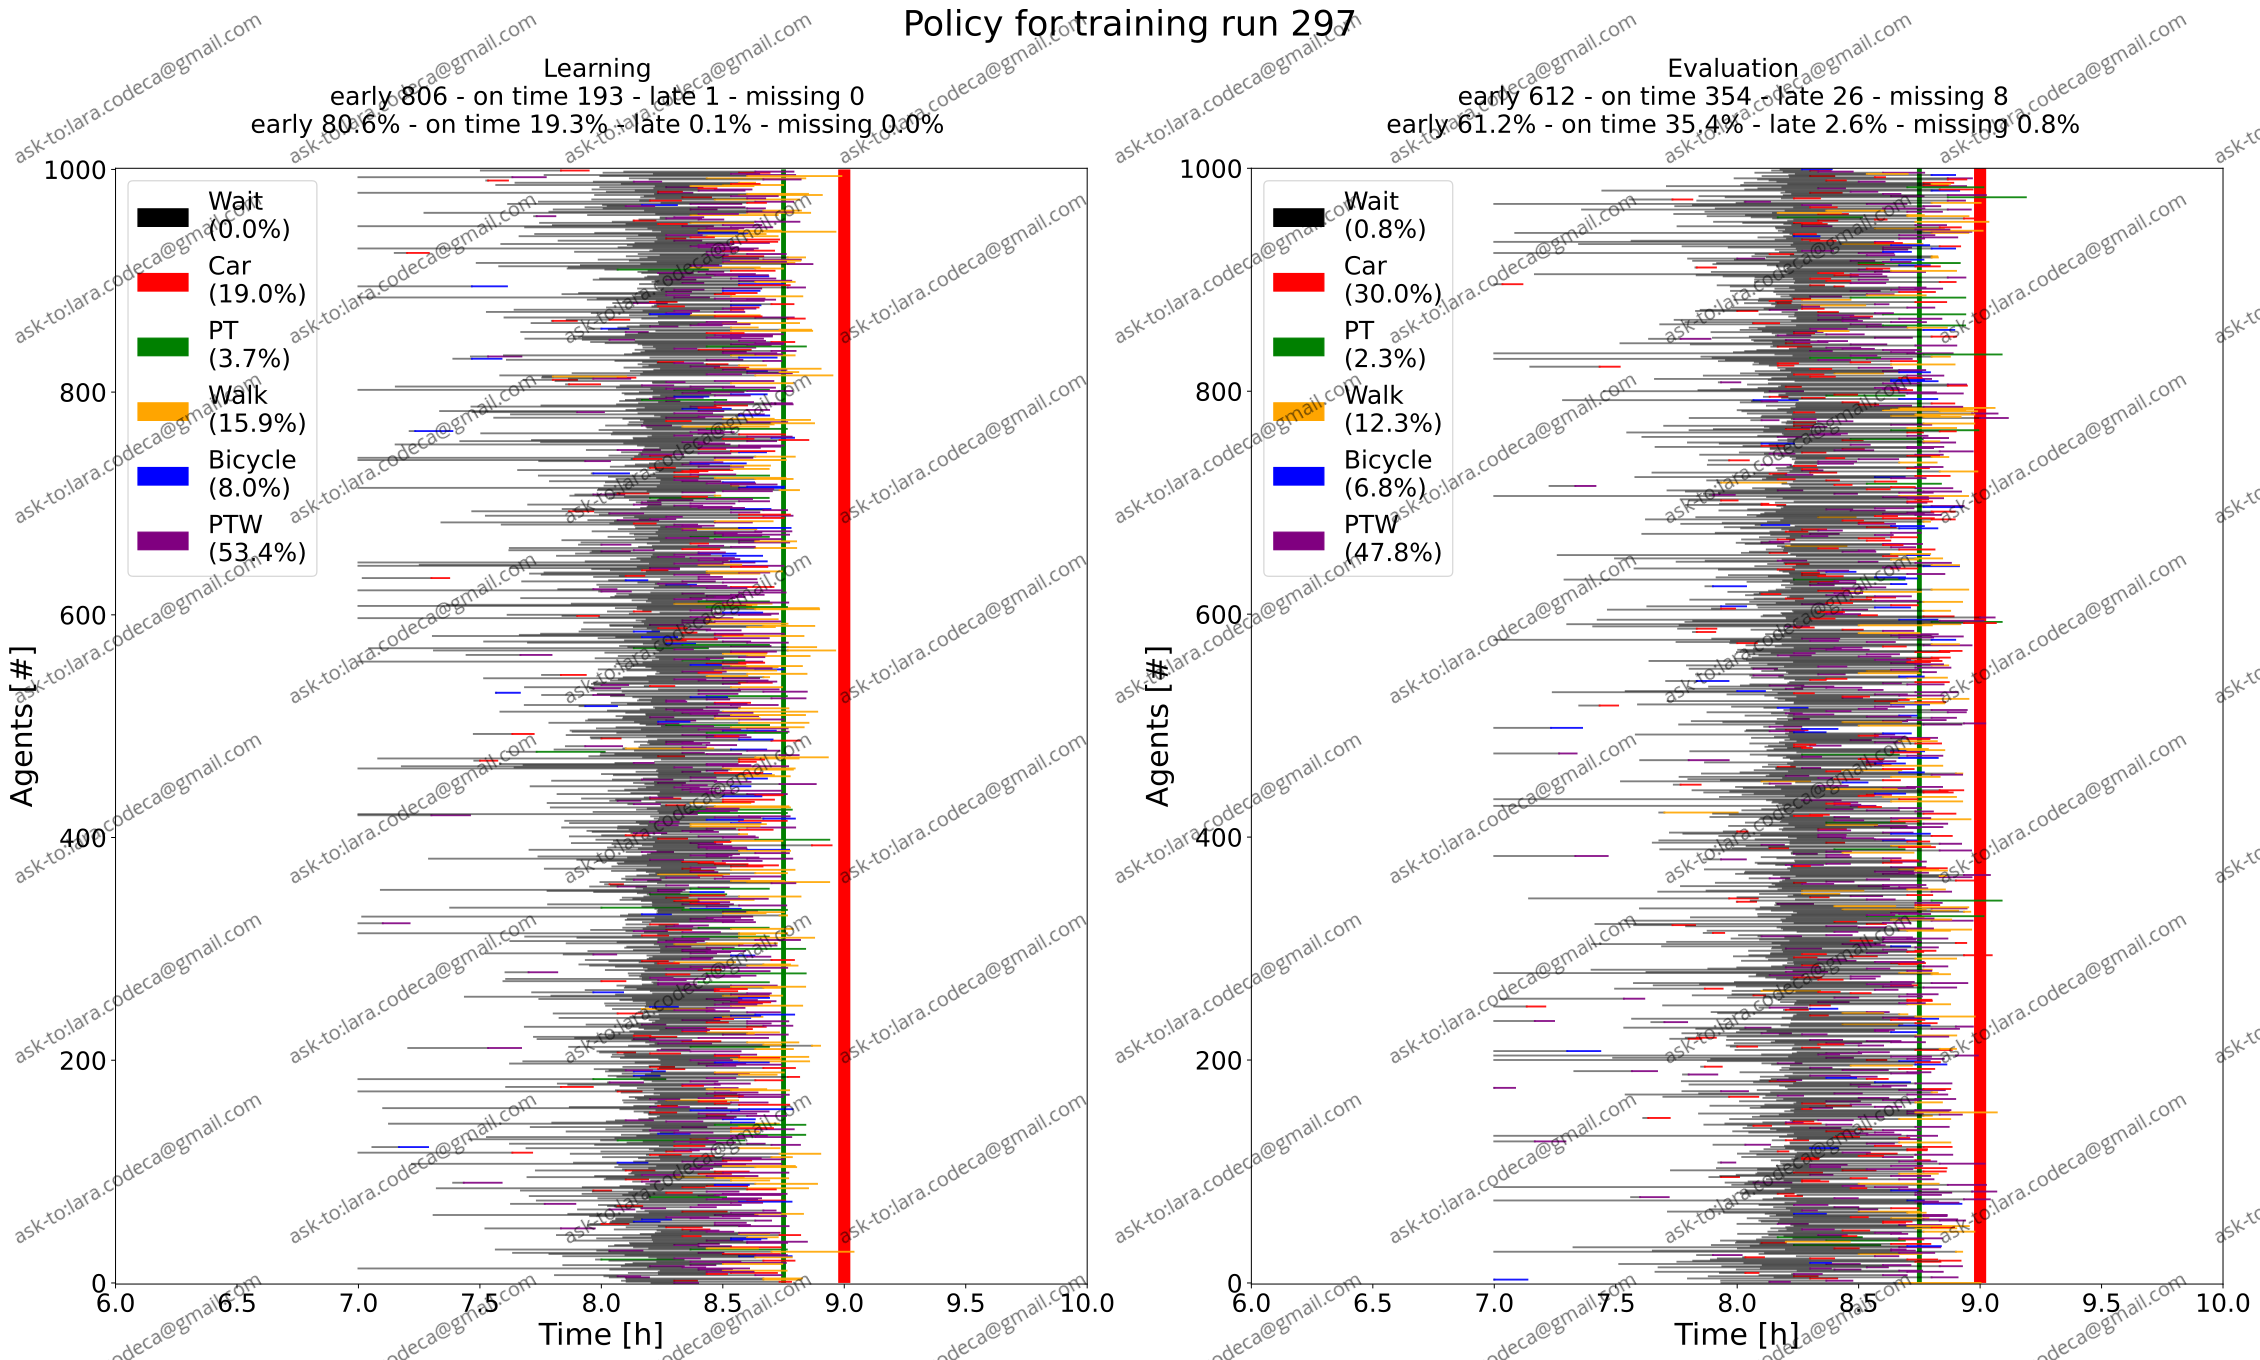 Policy for training run 297
Learning
early 806 - on time 193 - late 1 - missing 0
early 80.6% - on time 19.3% - late 0.1% - missing 0.0%
Agents [#]
1000
800
600
400
200
0
Wait
(0.0%)
Car
(19.0%)
PT
(3.7%)
Walk
(15.9%)
Bicycle
(8.0%)
PTW
(53.4%)
6.0 6.5 7.0 7.5 8.0 8.5 9.0 9.5 10.0
Time [h]
Evaluation
early 612 - on time 354 - late 26 - missing 8
early 61.2% - on time 35.4% - late 2.6% - missing 0.8%
Agents [#]
1000
800
600
400
200
0
Wait
(0.8%)
Car
(30.0%)
PT
(2.3%)
Walk
(12.3%)
Bicycle
(6.8%)
PTW
(47.8%)
6.0 6.5 7.0 7.5 8.0 8.5 9.0 9.5 10.0
Time [h]
ask-to:lara.codeca@gmail.com